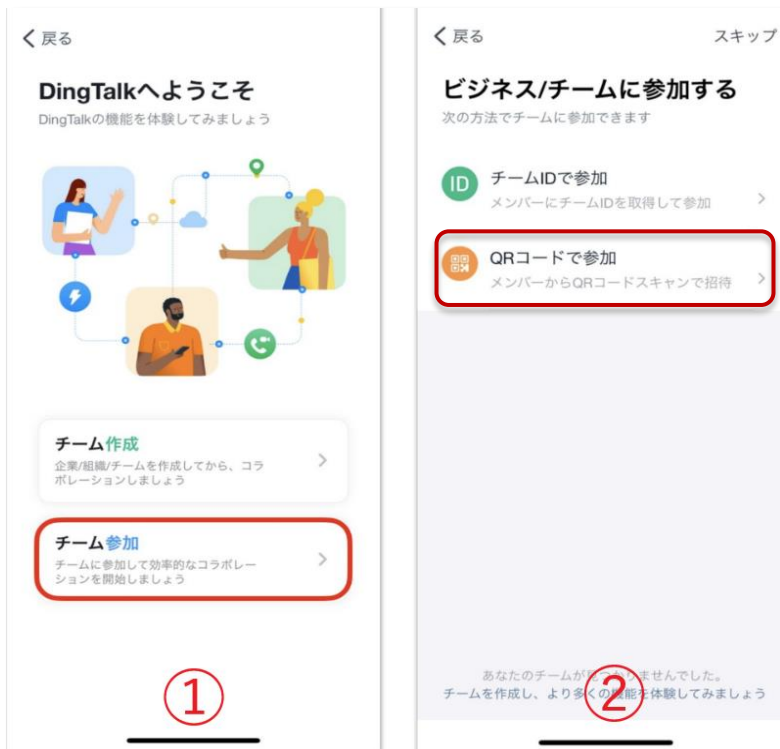 戻る
DingTalkへようこそ
DingTalkの機能を体験してみましょう
チーム作成
企業/組織/チームを作成してから、コラ
ボレーションしましょう
チーム参加
チームに参加して効率的なコラボレー
ションを開始しましょう
①
戻る
スキップ
ビジネス/チームに参加する
次の方法でチームに参加できます
ID
チームIDで参加
メンバーにチームIDを取得して参加
QRコードで参加
メンバーからQRコードスキャンで招待
あなたのチームが見つかりませんでした。
チームを作成し、より多くの機能を体験してみましょう
②